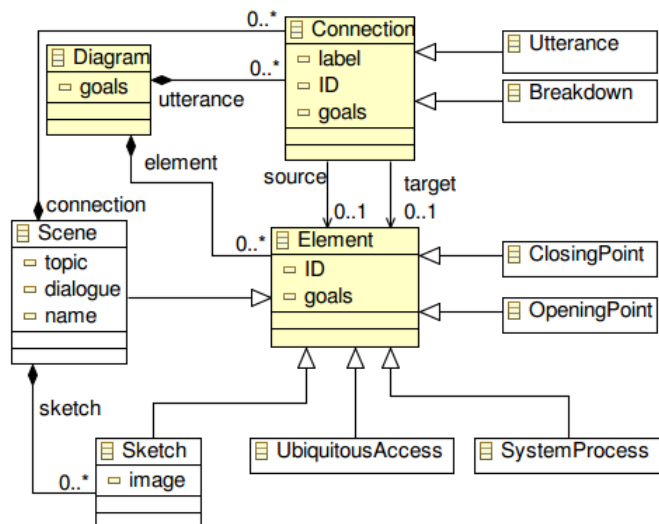 0..*
Connection
label
ID
goals
Diagram
goals
0..*
utterance
Utterance
Breakdown
element
source
target
0..1
0..1
connection
Scene
topic
dialogue
name
0..*
Element
ID
goals
ClosingPoint
OpeningPoint
sketch
0..*
Sketch
image
UbiquitousAccess
SystemProcess